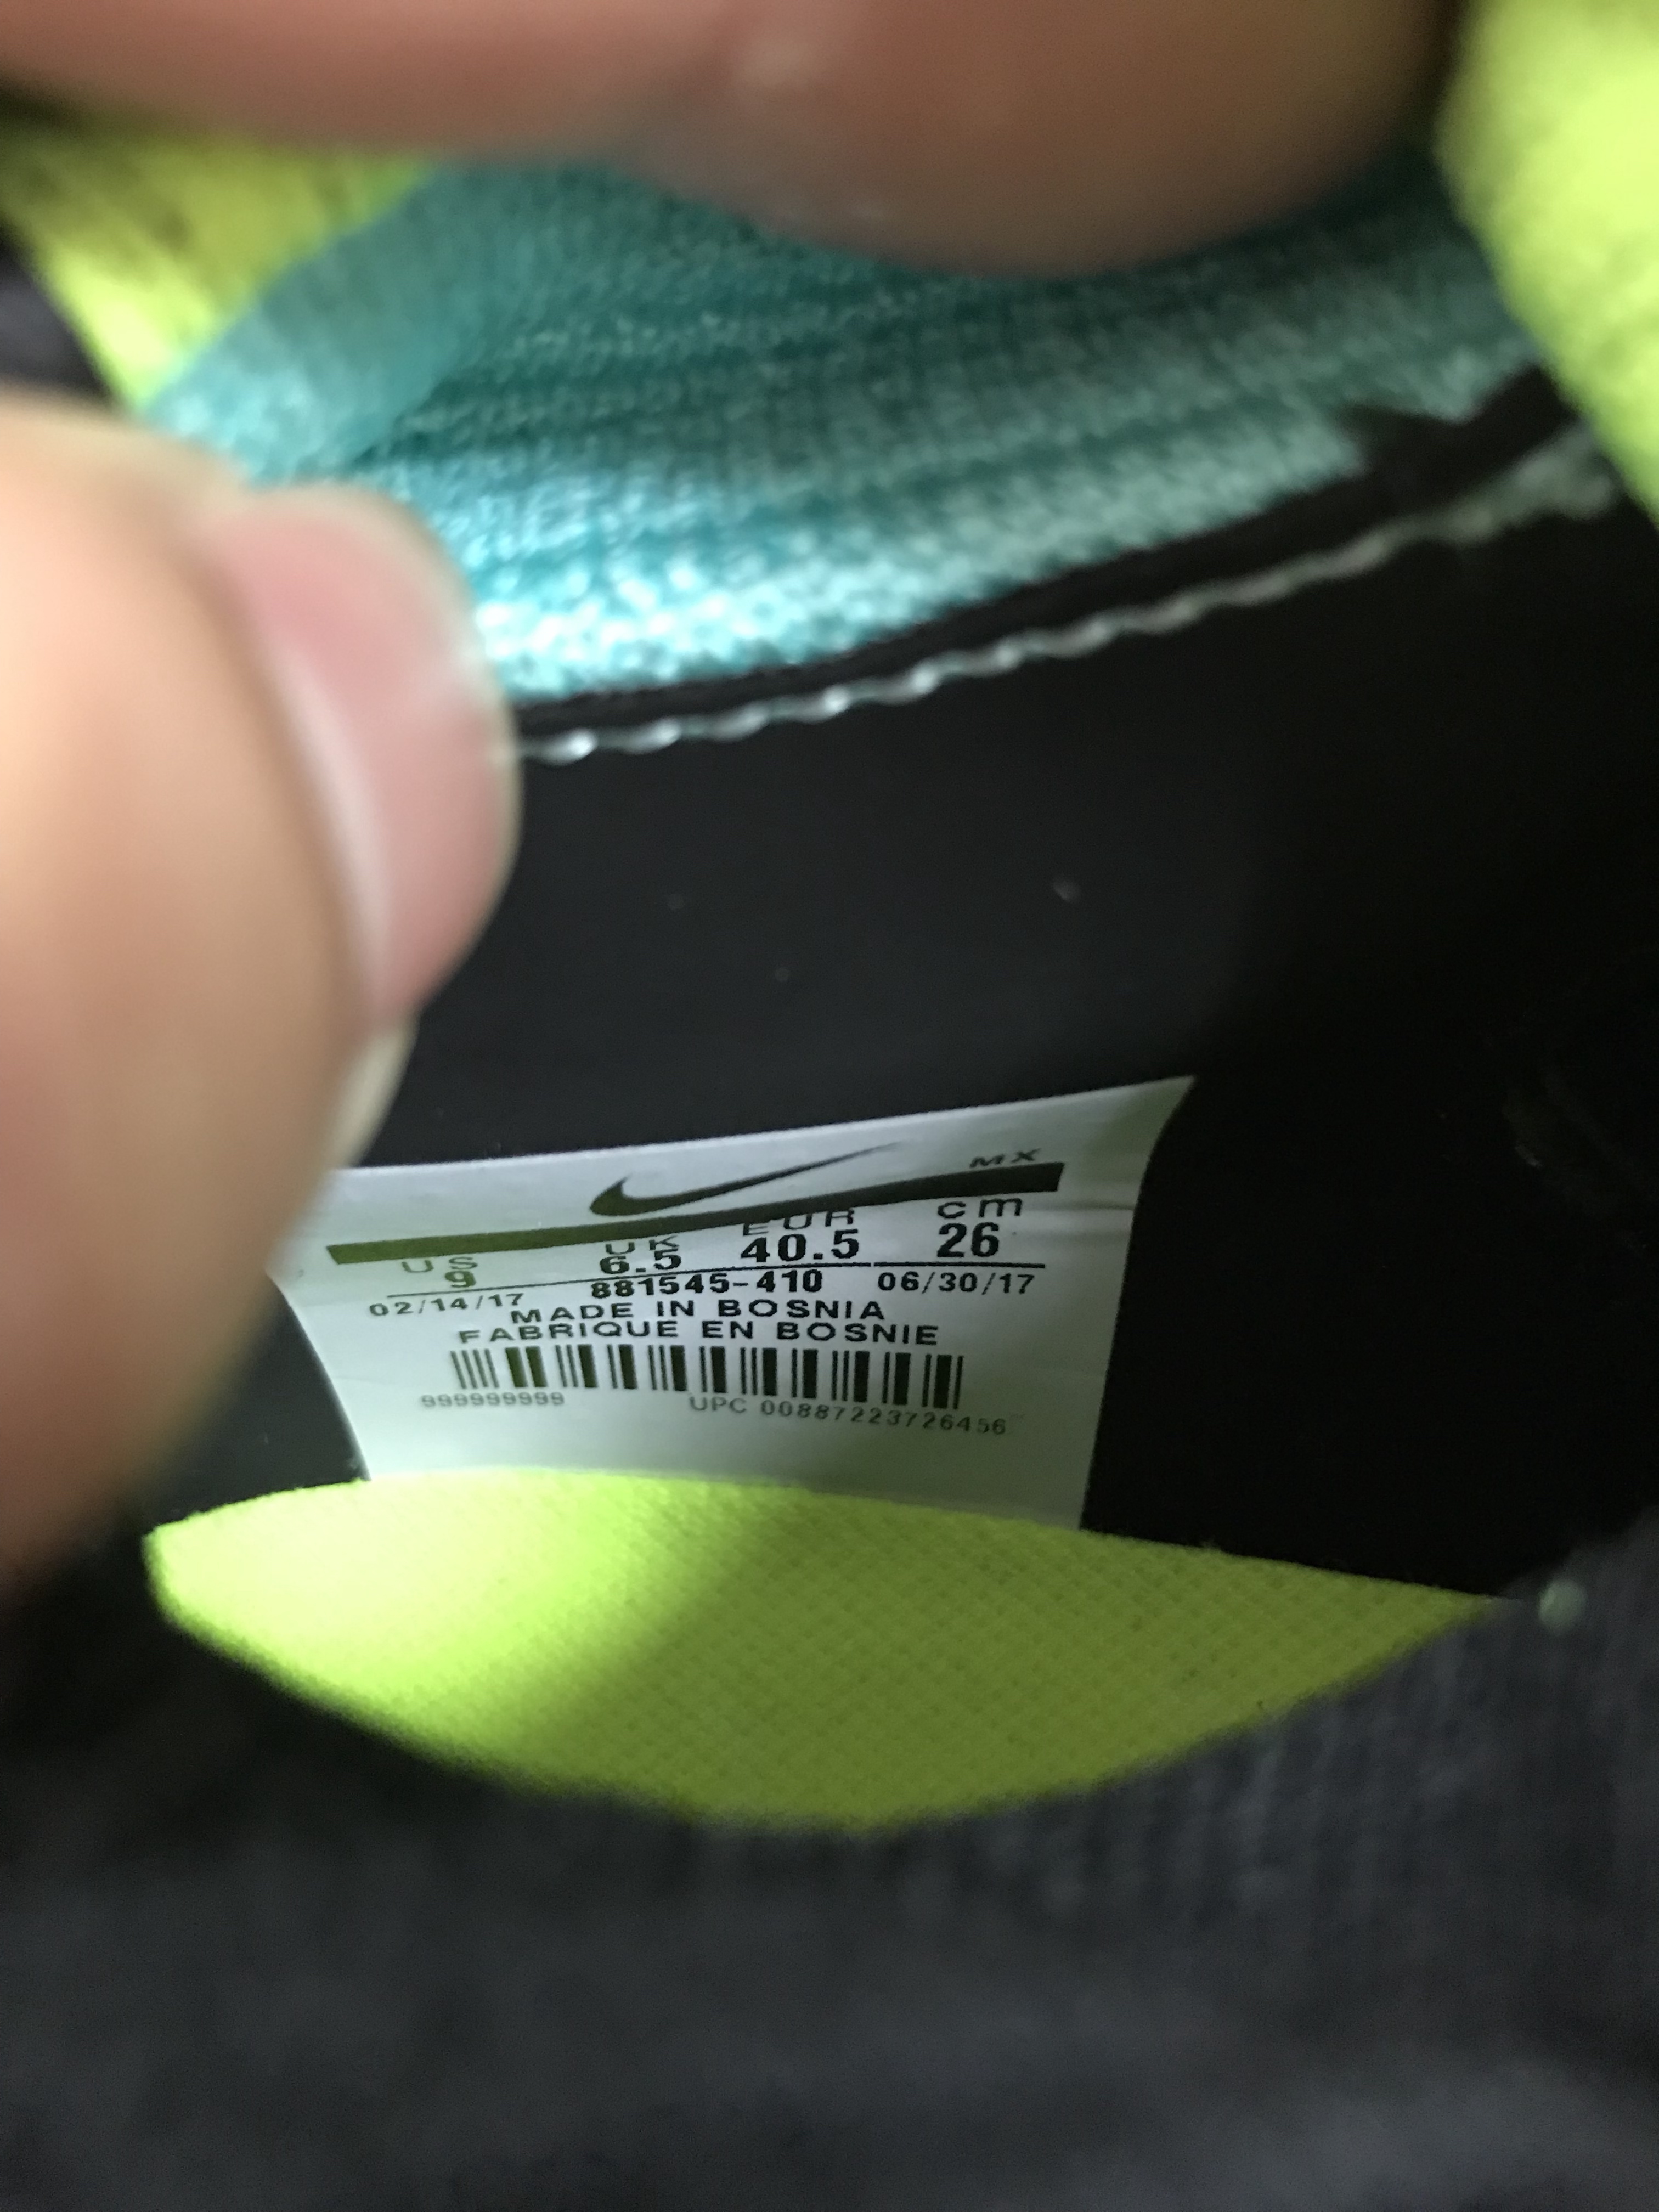 MX
US UK EUR cm
9 6.5 40.5 26
02/14/17 881545-410 06/30/17
MADE IN BOSNIA
FABRIQUE EN BOSNIE
999999999 UPC 00887223726456